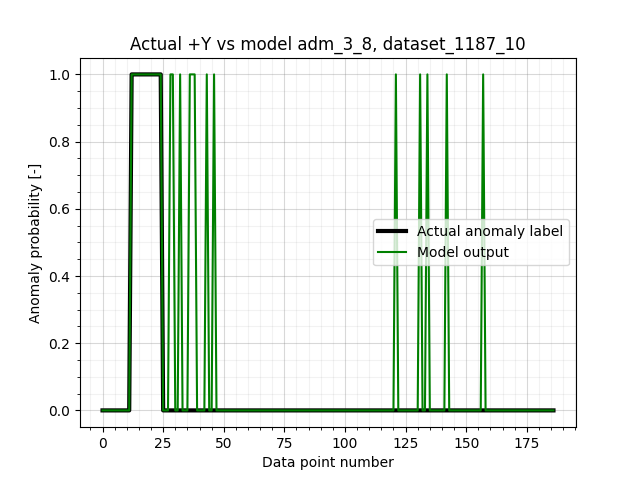 Actual +Y vs model adm_3_8, dataset_1187_10
Anomaly probability [-]
1.0
0.8
0.6
0.4
0.2
0.0
Actual anomaly label
Model output
0 25 50 75 100 125 150 175
Data point number